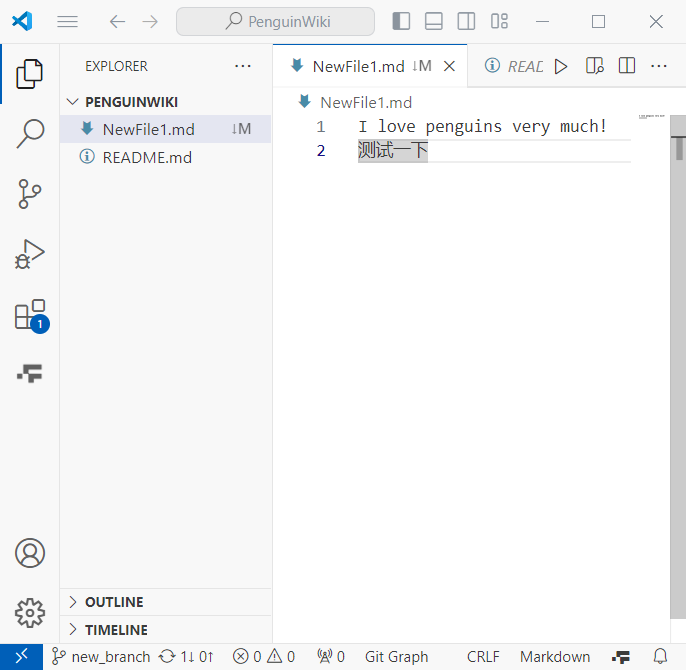 PenguinWiki
EXPLORER
NewFile1.md ↓M
READ
PENGUINWIKI
NewFile1.md ↓M
README.md
NewFile1.md
1 I love penguins very much!
2 测试一下
1
OUTLINE
TIMELINE
new_branch 1↓ 0↑ 0 0 0 Git Graph CRLF Markdown